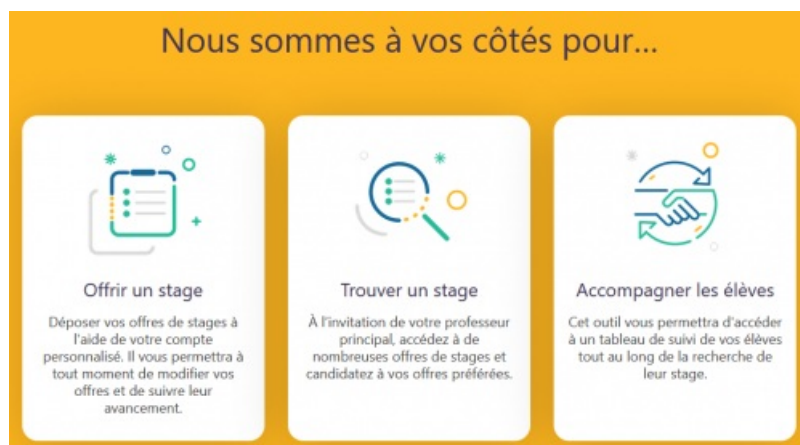 Nous sommes à vos côtés pour...
Offrir un stage
Déposer vos offres de stages à
l'aide de votre compte
personnalisé. Il vous permettra à
tout moment de modifier vos
offres et de suivre leur
avancement.
Trouver un stage
À l'invitation de votre professeur
principal, accédez à de
nombreuses offres de stages et
candidatez à vos offres préférées.
Accompagner les élèves
Cet outil vous permettra d'accéder
à un tableau de suivi de vos élèves
tout au long de la recherche de
leur stage.